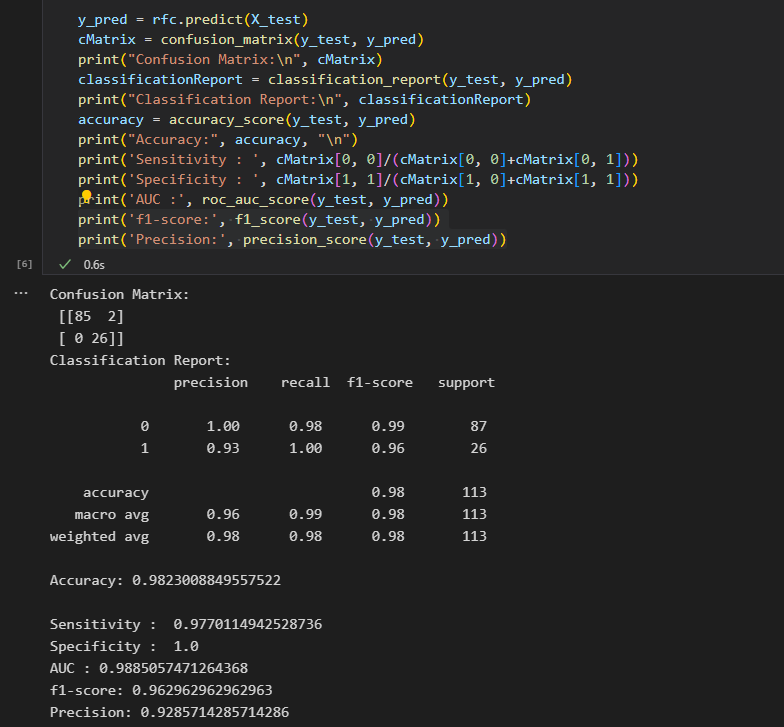 y_pred = rfc.predict(X_test)
cMatrix = confusion_matrix(y_test, y_pred)
print("Confusion Matrix:\n", cMatrix)
classificationReport = classification_report(y_test, y_pred)
print("Classification Report:\n", classificationReport)
accuracy = accuracy_score(y_test, y_pred)
print("Accuracy:", accuracy, "\n")
print('Sensitivity : ', cMatrix[0, 0]/(cMatrix[0, 0]+cMatrix[0, 1]))
print('Specificity : ', cMatrix[1, 1]/(cMatrix[1, 0]+cMatrix[1, 1]))
print('AUC :', roc_auc_score(y_test, y_pred))
print('f1-score:', f1_score(y_test, y_pred))
print('Precision:', precision_score(y_test, y_pred))
[6] ✓ 0.6s
... Confusion Matrix:
 [[85  2]
 [ 0 26]]
Classification Report:
               precision    recall  f1-score   support

           0       1.00      0.98      0.99        87
           1       0.93      1.00      0.96        26

    accuracy                           0.98       113
   macro avg       0.96      0.99      0.98       113
weighted avg       0.98      0.98      0.98       113

Accuracy: 0.9823008849557522

Sensitivity :  0.9770114942528736
Specificity :  1.0
AUC : 0.9885057471264368
f1-score: 0.962962962962963
Precision: 0.9285714285714286